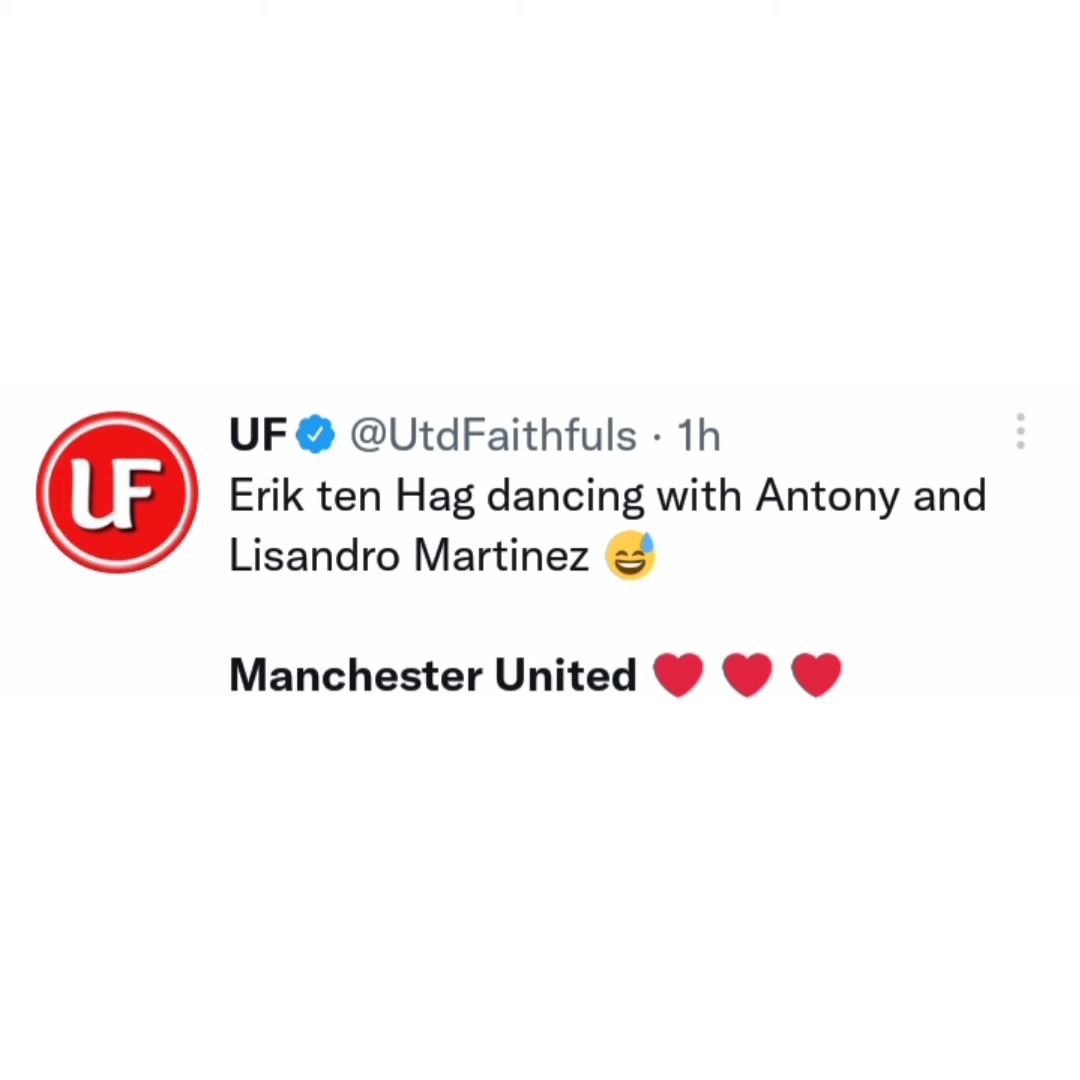 UF
UF @UtdFaithfuls · 1h
Erik ten Hag dancing with Antony and
Lisandro Martinez 😅
Manchester United ❤️ ❤️ ❤️